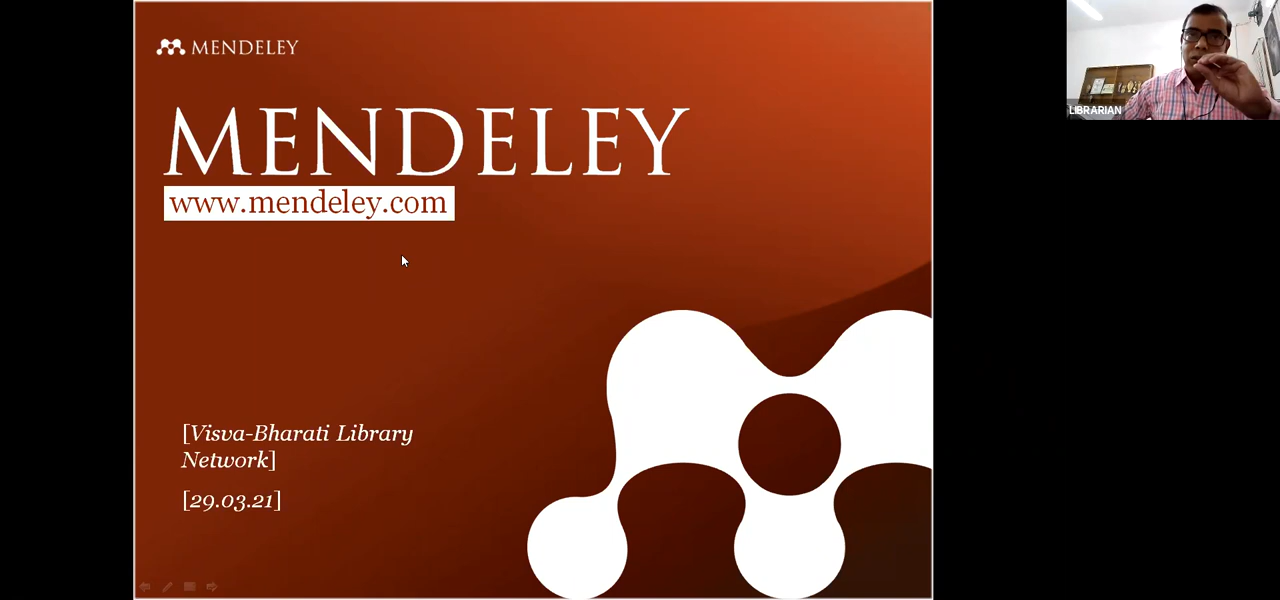 MENDELEY
MENDELEY
www.mendeley.com
[Visva-Bharati Library
Network]
[29.03.21]
LIBRARIAN